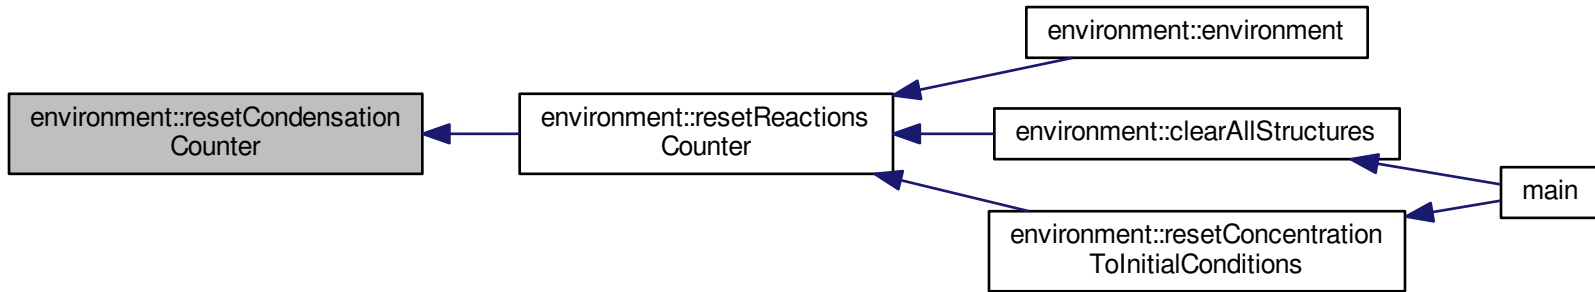 environment::resetCondensation
Counter
environment::resetReactions
Counter
environment::environment
environment::clearAllStructures
environment::resetConcentration
ToInitialConditions
main